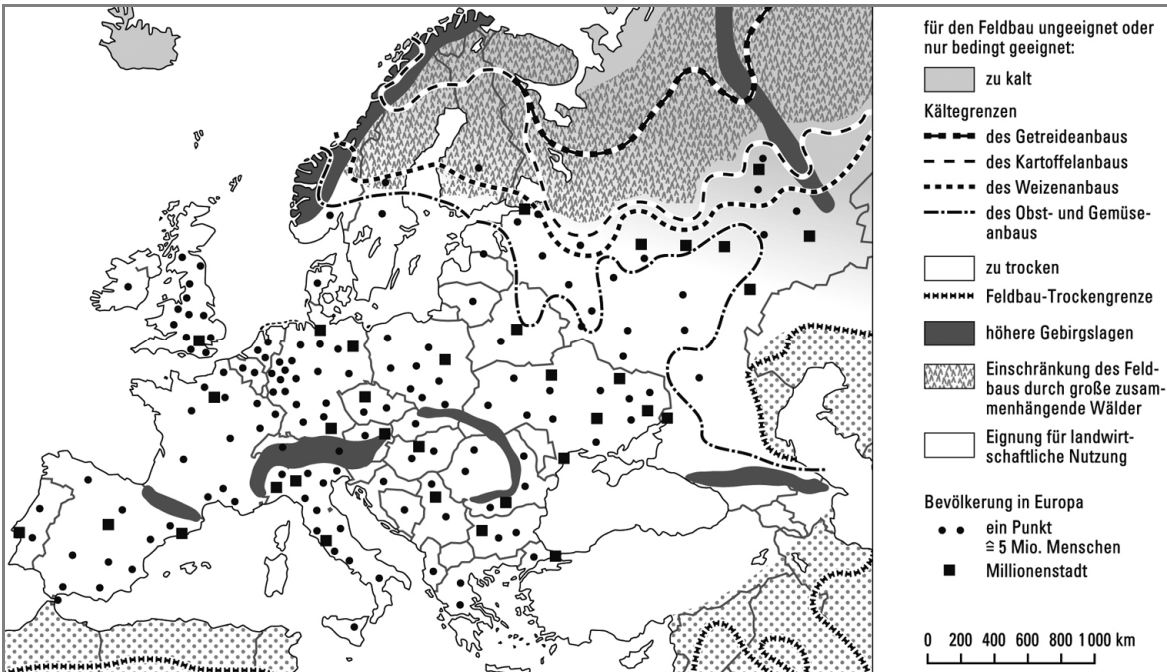 für den Feldbau ungeeignet oder
nur bedingt geeignet:
zu kalt
Kältegrenzen
des Getreideanbaus
des Kartoffelanbaus
des Weizenanbaus
des Obst- und Gemüse-
anbaus
zu trocken
Feldbau-Trockengrenze
höhere Gebirgslagen
Einschränkung des Feld-
baus durch große zusam-
menhängende Wälder
Eignung für landwirt-
schaftliche Nutzung
Bevölkerung in Europa
ein Punkt
≙ 5 Mio. Menschen
Millionenstadt
0 200 400 600 800 1000 km